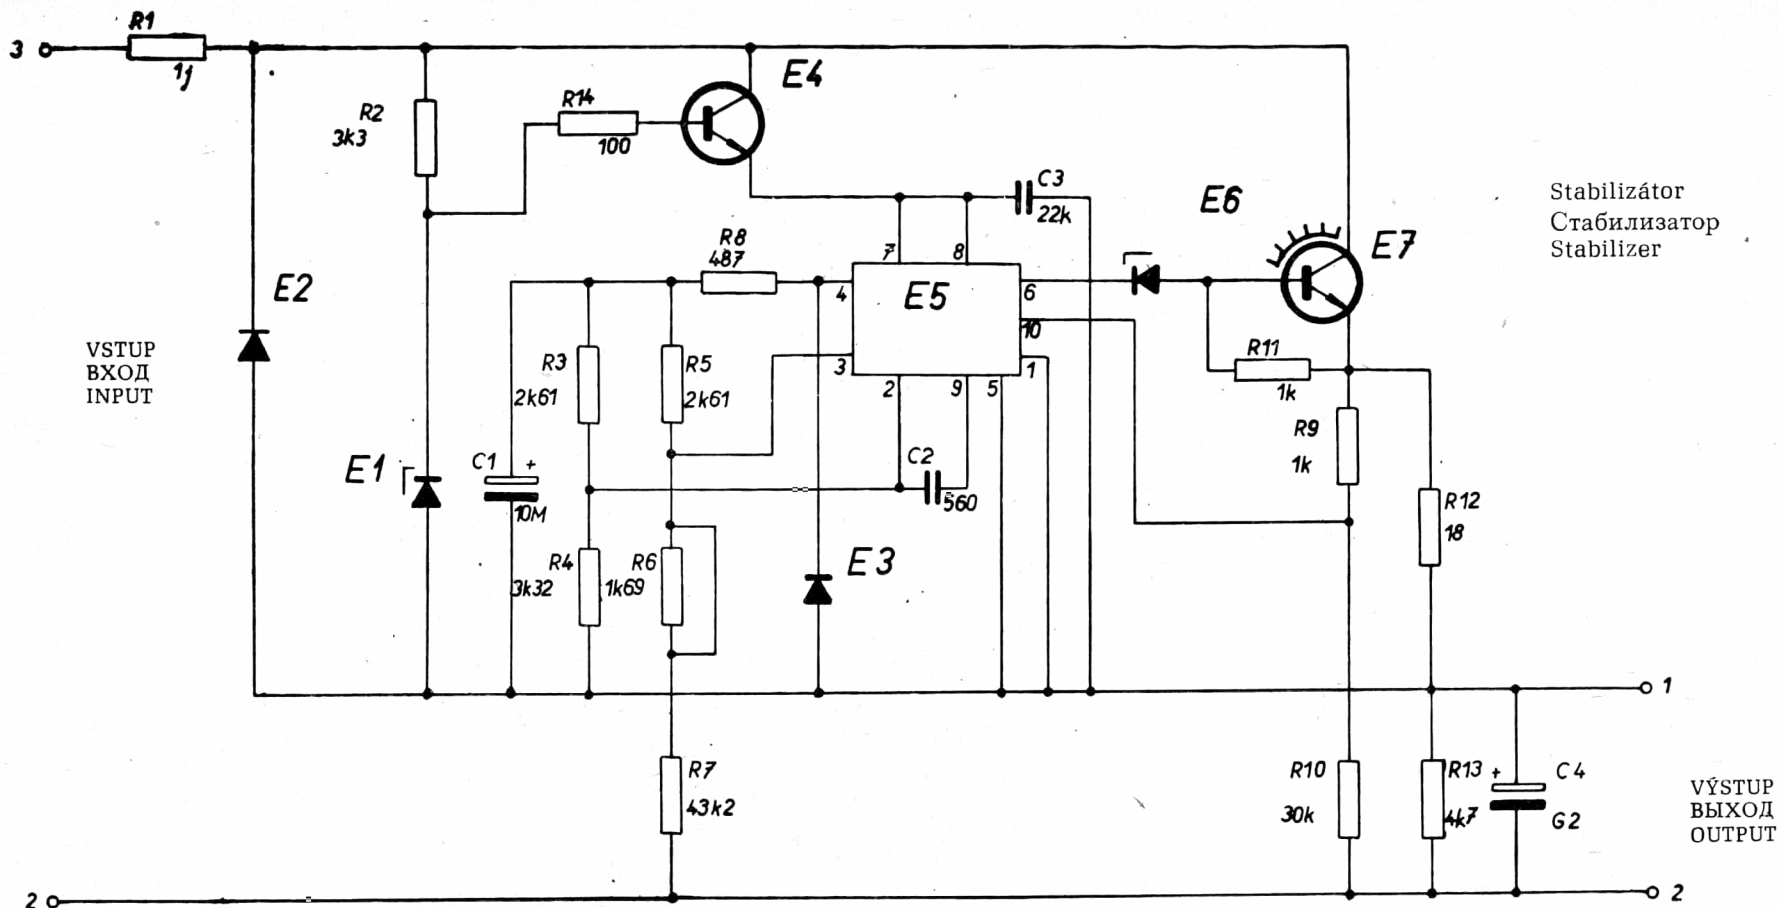 R1
3
1j
E4
R14
R2
3k3
100
C3
22k
E6
Stabilizátor
Стабилизатор
Stabilizer
E7
R8
487
7
8
E2
4
E5
6
10
VSTUP
ВХОД
INPUT
R3
R5
3
1
R11
2k61
2k61
2
9
5
1k
R9
E1
C1
+
C2
1k
10M
560
R12
18
R4
R6
E3
3k32
1k69
1
R7
R10
R13
+
C4
43k2
30k
4k7
G2
VÝSTUP
ВЫХОД
OUTPUT
2
2